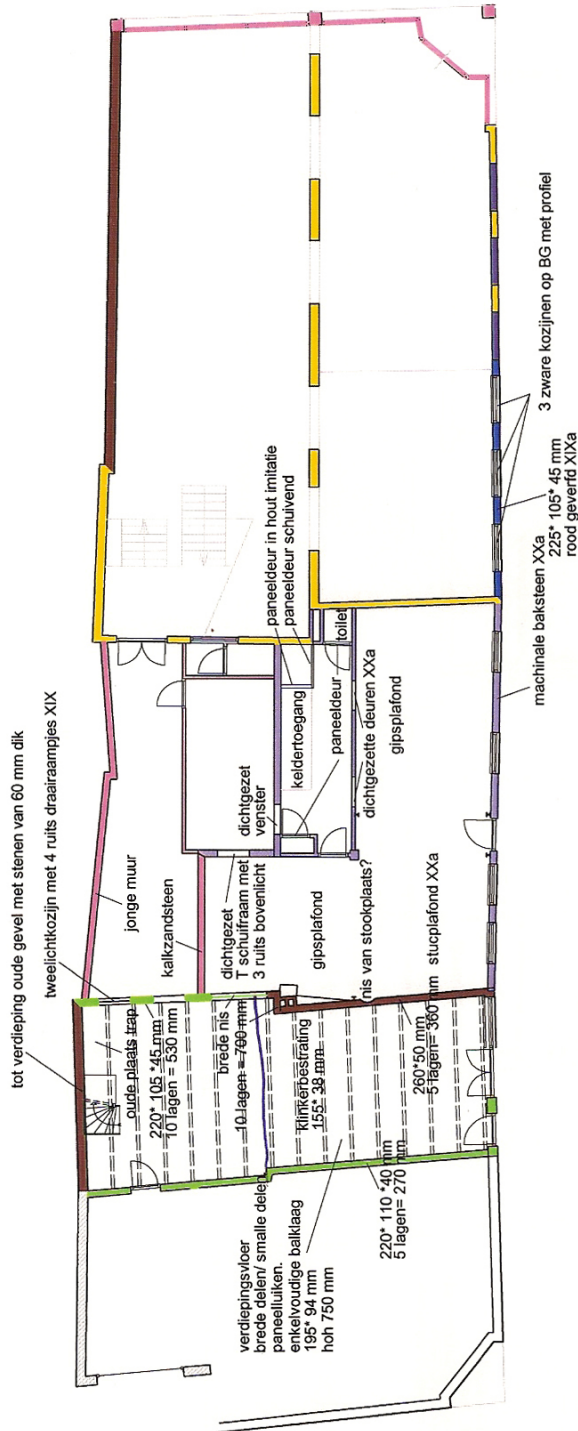 tot verdieping oude gevel met stenen van 60 mm dik
tweelichtkozijn met 4 ruits draairaampjes XIX
jonge muur
kalkzandsteen
oude plaats trap
220* 105 *45 mm
10 lagen = 530 mm
dichtgezet
T schuifraam met
3 ruits bovenlicht
brede nis
10 lagen = 700 mm
dichtgezet
venster
paneeldeur in hout imitatie
paneeldeur schuivend
keldertoegang
toilet
paneeldeur
dichtgezette deuren XXa
gipsplafond
gipsplafond
nis van stookplaats?
stucplafond XXa
klinkerbestrating
155* 38 mm
260*50 mm
5 lagen= 360 mm
verdiepingsvloer
brede delen/ smalle delen
paneelluiken.
enkelvoudige balklaag
195* 94 mm
hoh 750 mm
220* 110 *40 mm
5 lagen= 270 mm
machinale baksteen XXa
3 zware kozijnen op BG met profiel
225* 105* 45 mm
rood geverfd XIXa